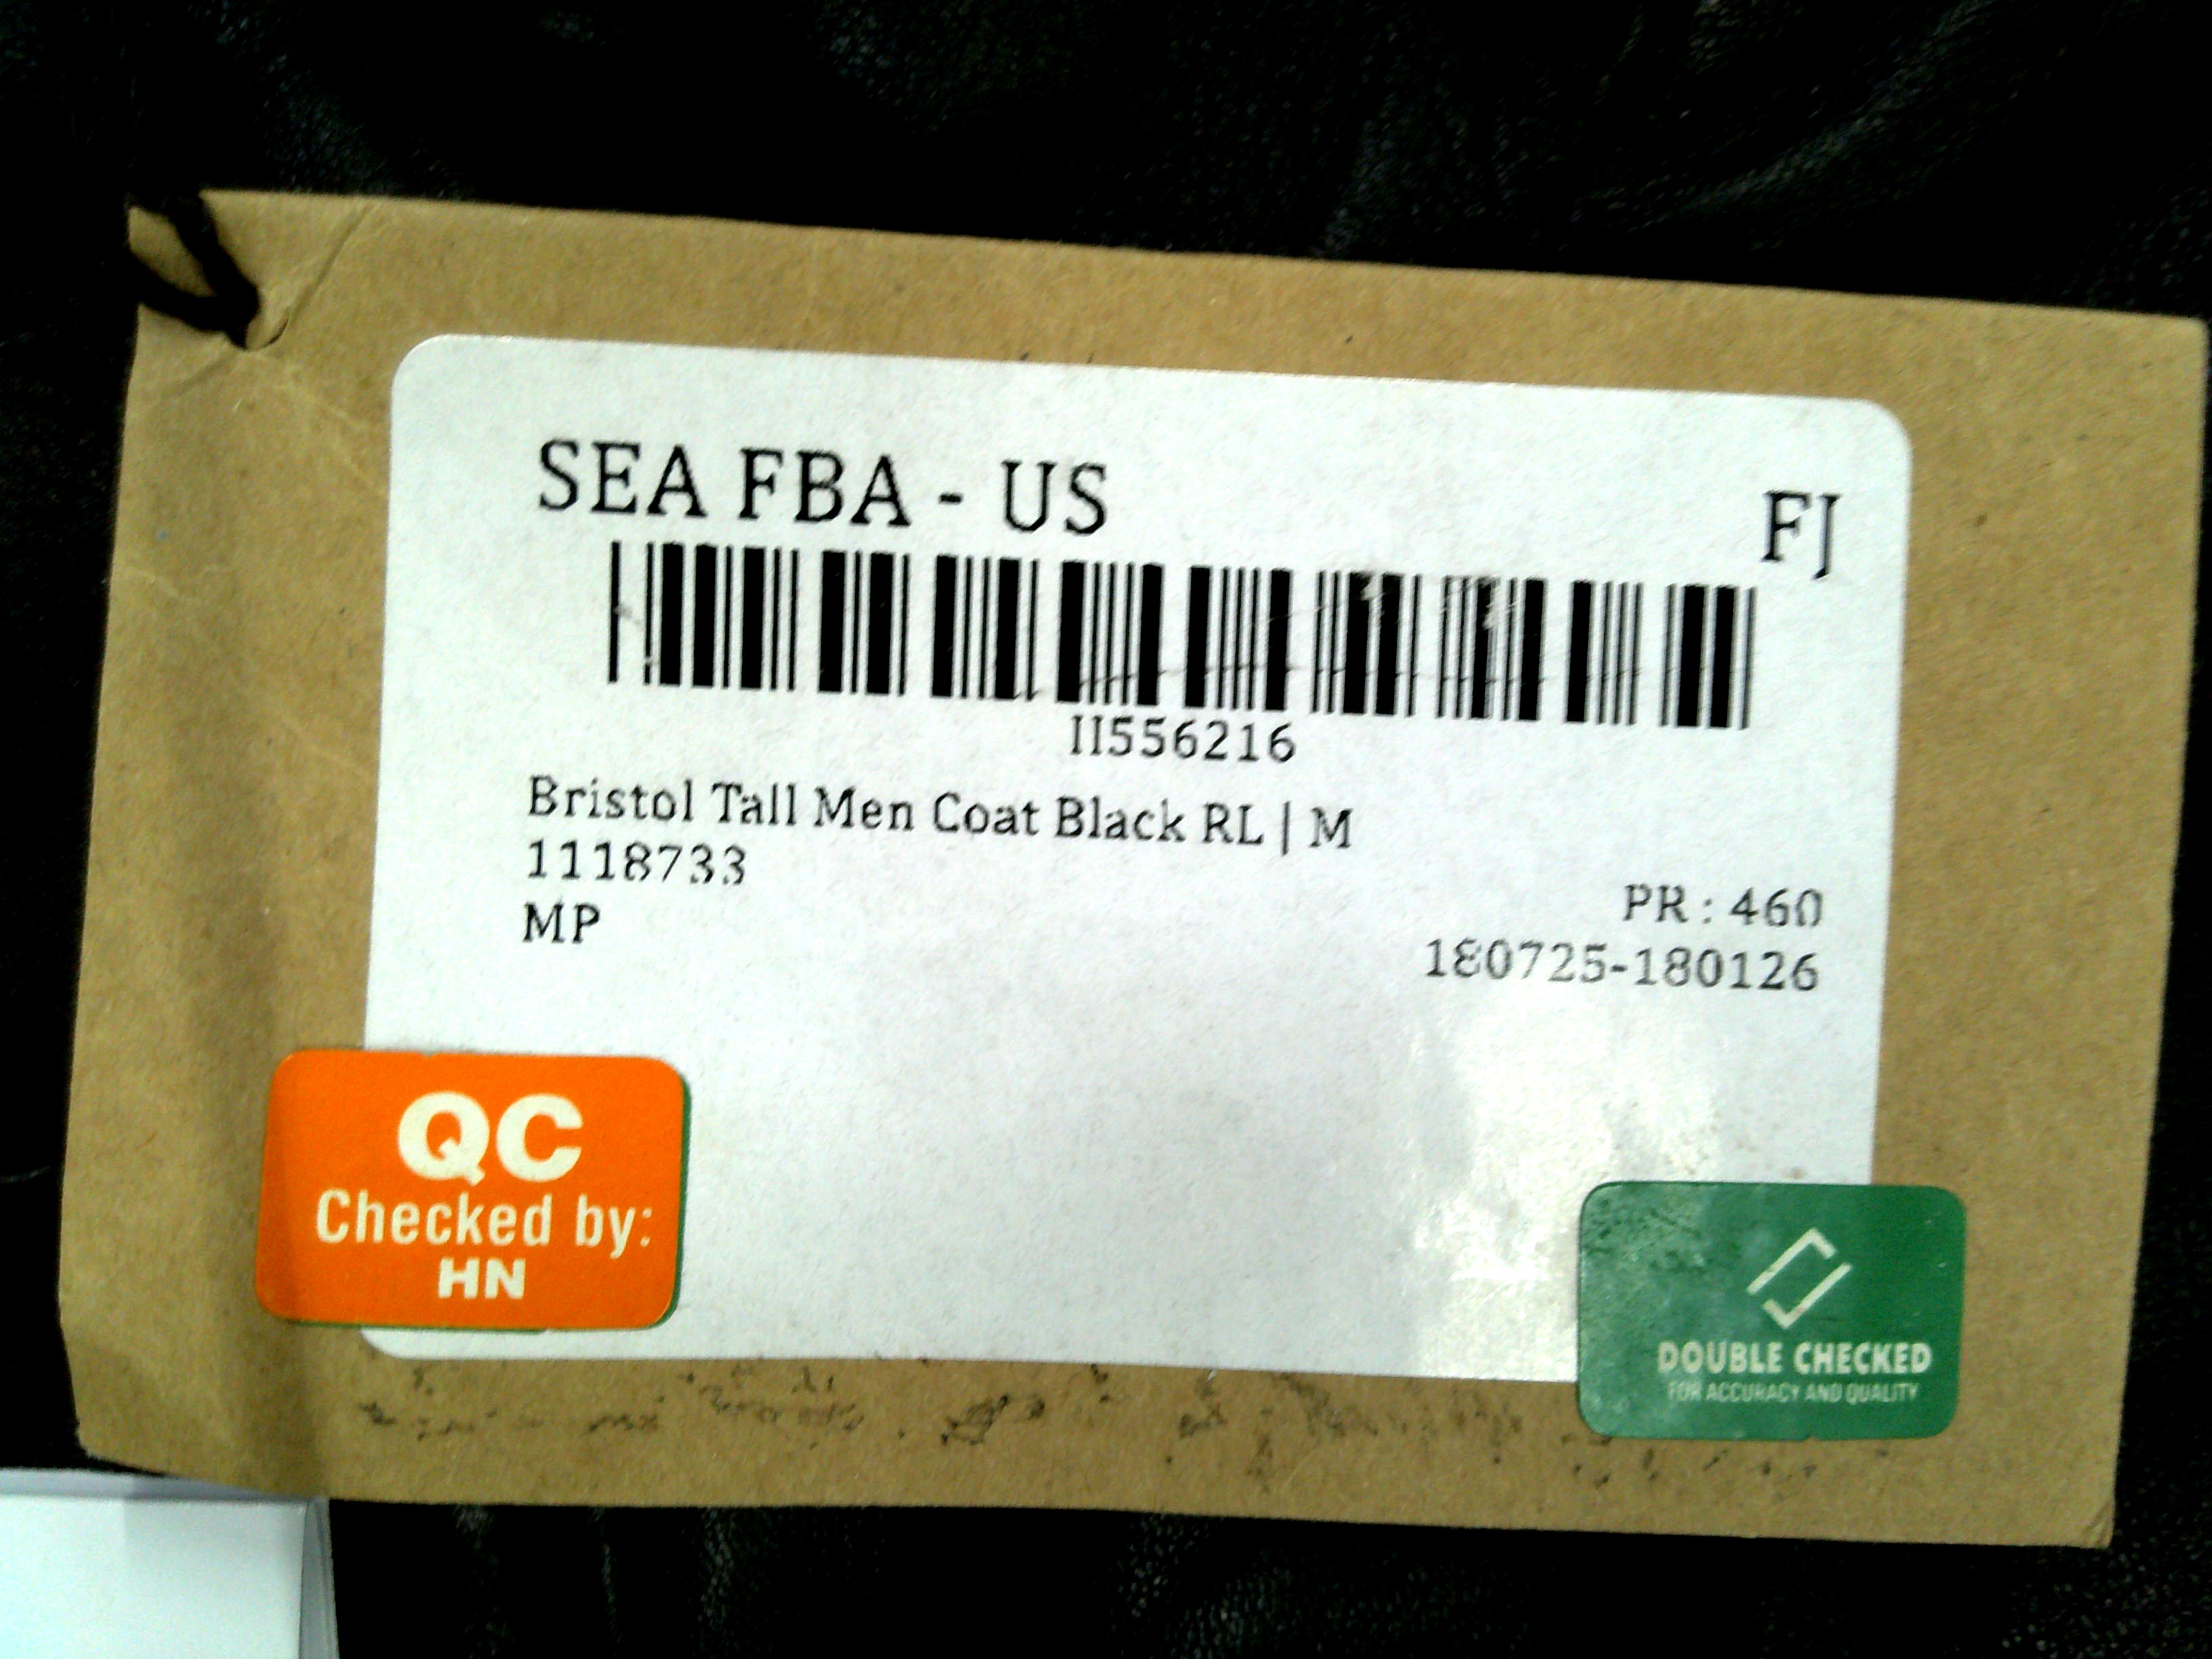 SEA FBA - US
FJ
II556216
Bristol Tall Men Coat Black RL | M
1118733
PR : 460
MP
180725-180126
QC
Checked by:
HN
DOUBLE CHECKED
FOR ACCURACY AND QUALITY